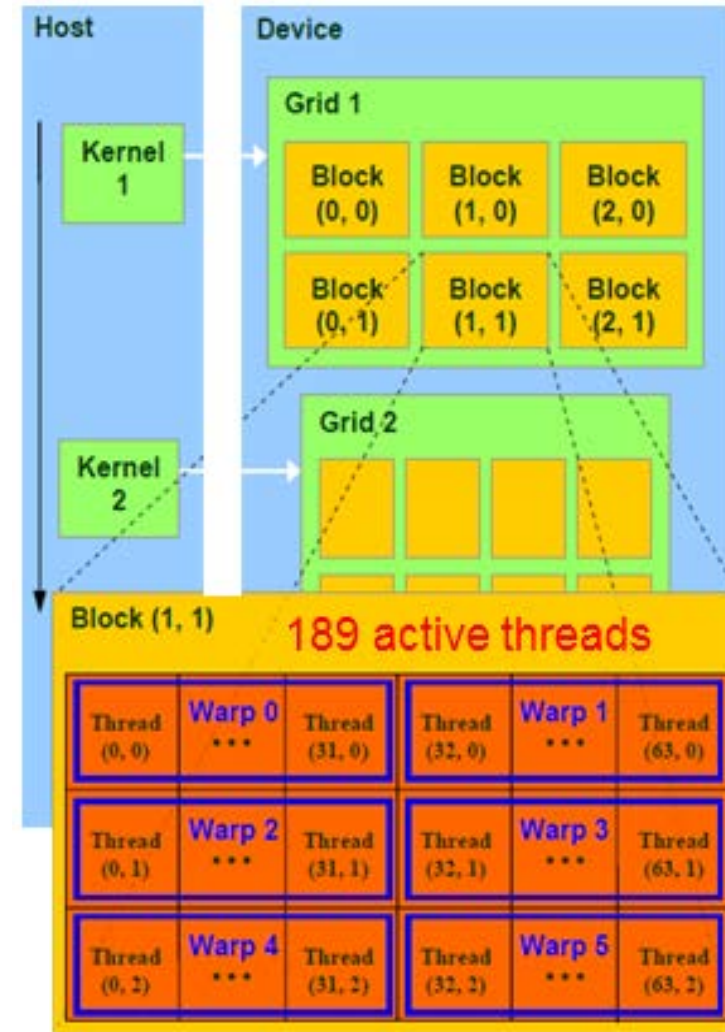 Host
Device
Grid 1
Kernel
1
Block
(0, 0)
Block
(1, 0)
Block
(2, 0)
Block
(0, 1)
Block
(1, 1)
Block
(2, 1)
Grid 2
Kernel
2
Block (1, 1)
189 active threads
Thread
(0, 0)
Warp 0
•••
Thread
(31, 0)
Thread
(32, 0)
Warp 1
•••
Thread
(63, 0)
Thread
(0, 1)
Warp 2
•••
Thread
(31, 1)
Thread
(32, 1)
Warp 3
•••
Thread
(63, 1)
Thread
(0, 2)
Warp 4
•••
Thread
(31, 2)
Thread
(32, 2)
Warp 5
•••
Thread
(63, 2)